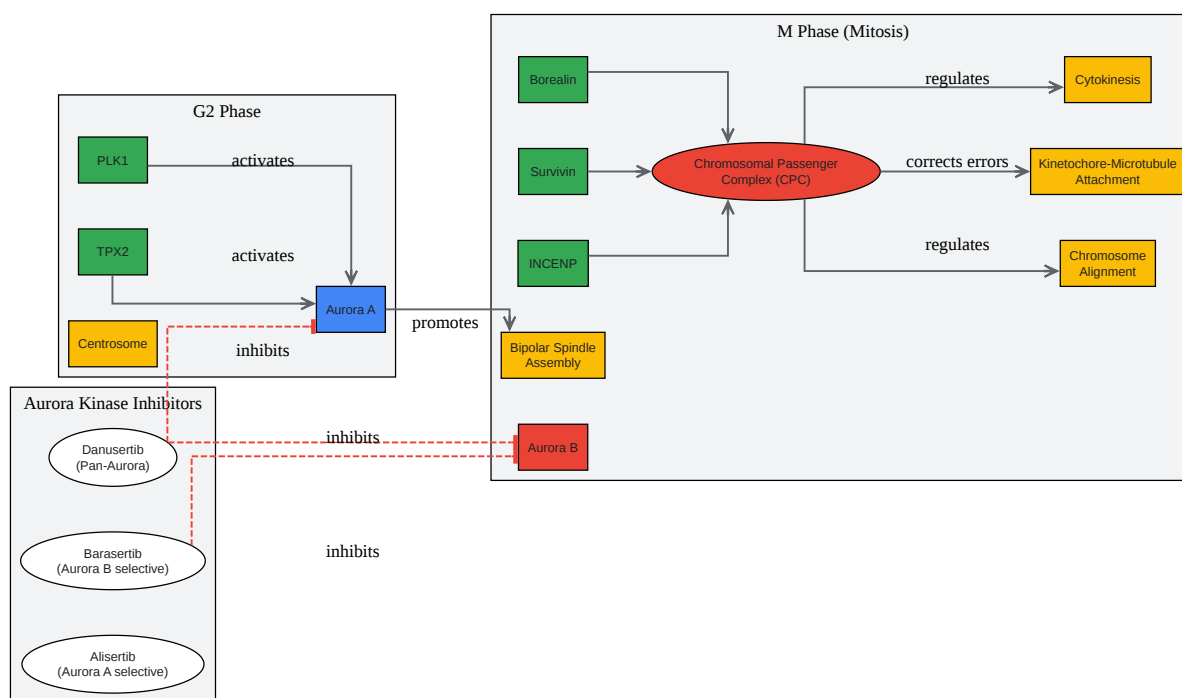 M Phase (Mitosis)
Borealin
regulates
Cytokinesis
G2 Phase
PLK1
activates
Survivin
Chromosomal Passenger
Complex (CPC)
corrects errors
Kinetochore-Microtubule
Attachment
TPX2
activates
INCENP
regulates
Chromosome
Alignment
Aurora A
promotes
Centrosome
inhibits
Bipolar Spindle
Assembly
Aurora Kinase Inhibitors
Danusertib
(Pan-Aurora)
inhibits
Aurora B
Barasertib
(Aurora B selective)
inhibits
Alisertib
(Aurora A selective)